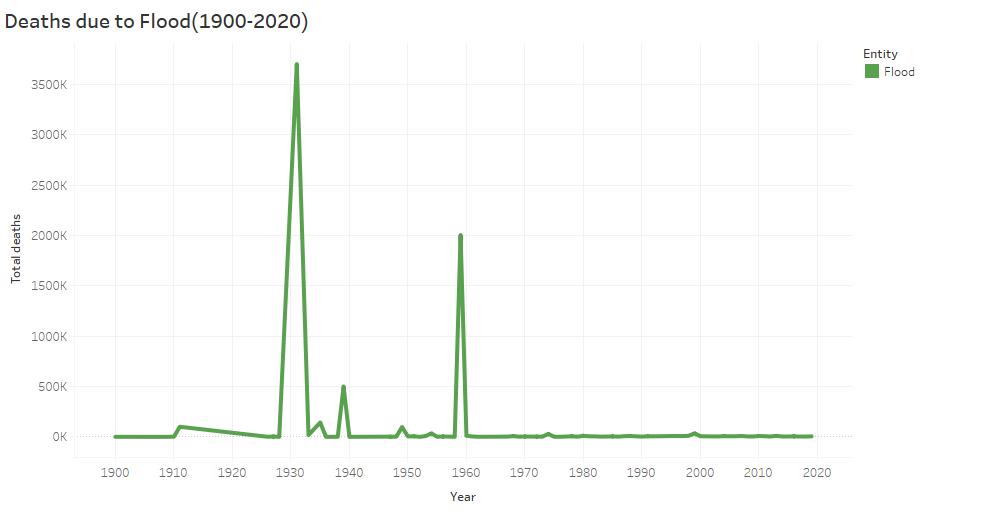 Deaths due to Flood(1900-2020)
Entity
Flood
3500K
3000K
2500K
2000K
1500K
1000K
500K
0K
Total deaths
1900 1910 1920 1930 1940 1950 1960 1970 1980 1990 2000 2010 2020
Year